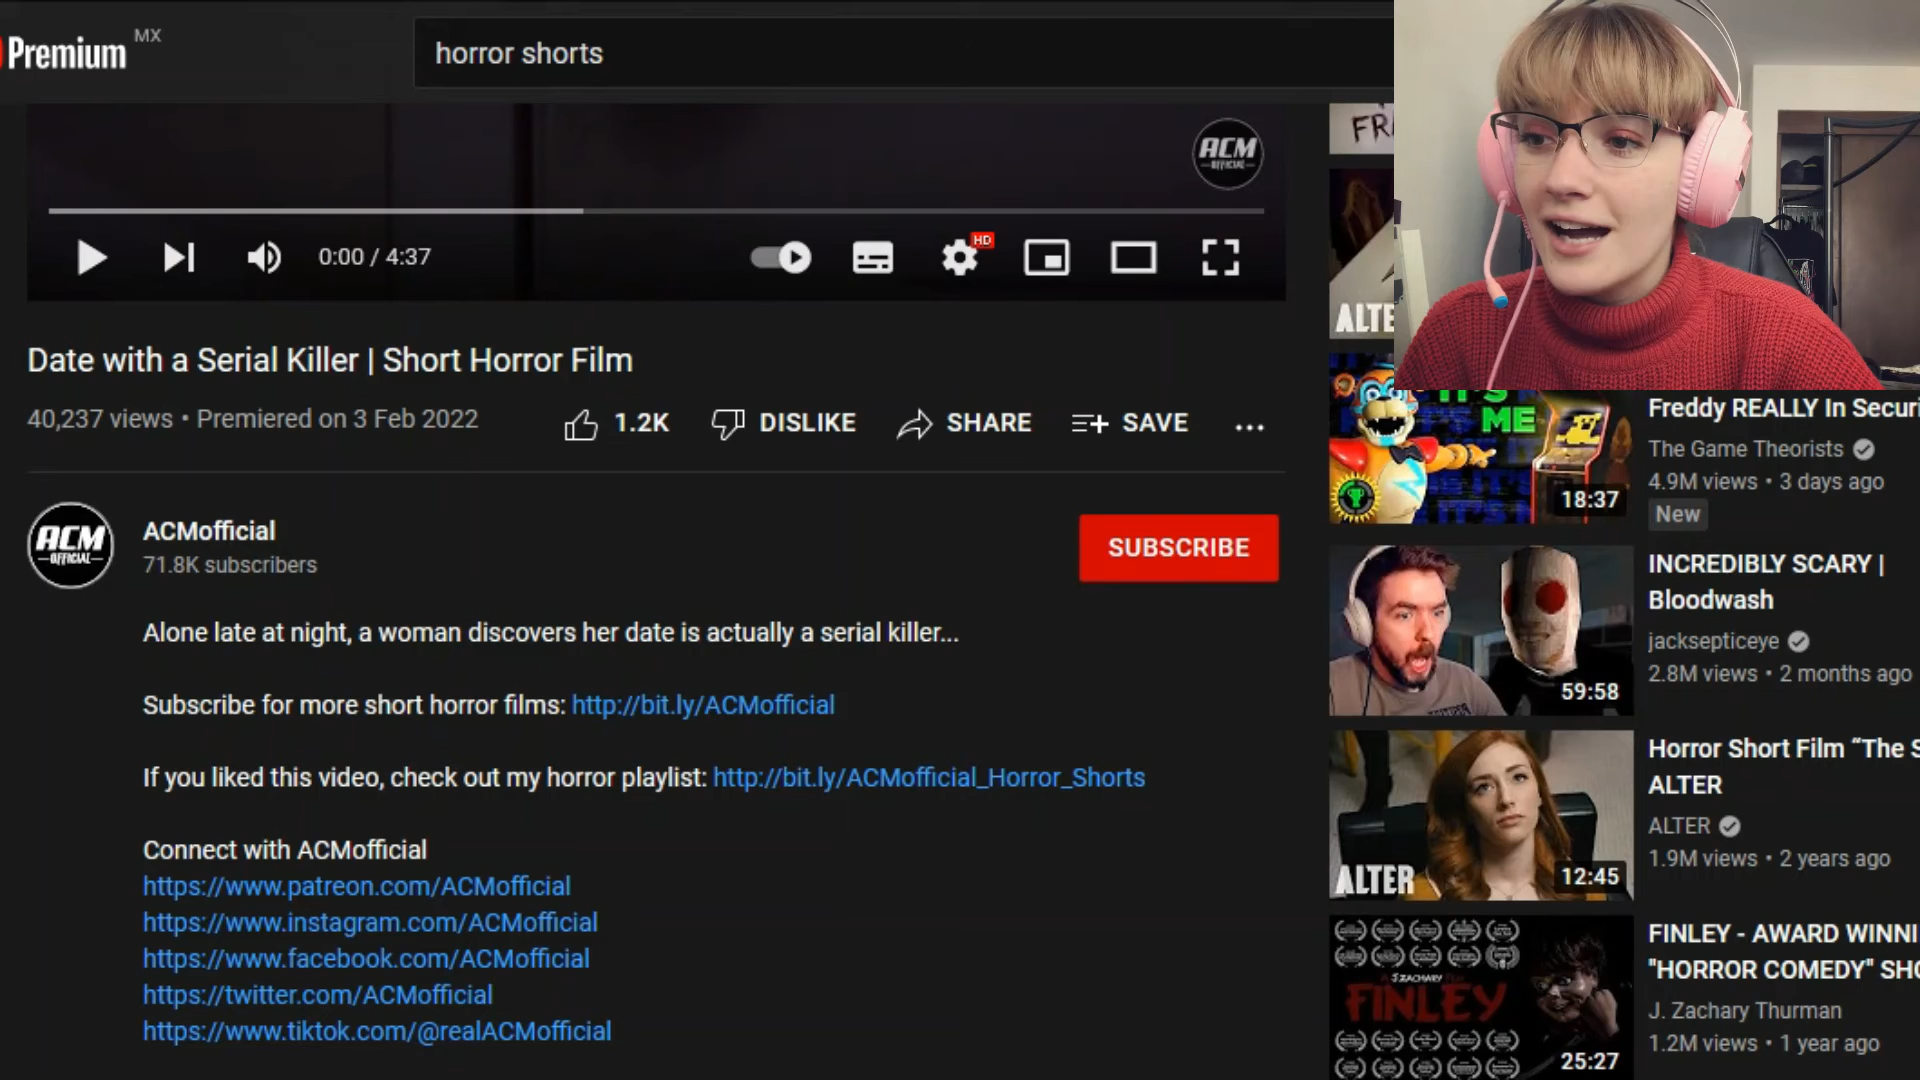 Premium MX
horror shorts
ACM
OFFICIAL
HD
0:00 / 4:37
Date with a Serial Killer | Short Horror Film
40,237 views • Premiered on 3 Feb 2022
1.2K
DISLIKE
SHARE
SAVE
ACM
OFFICIAL
ACMofficial
71.8K subscribers
SUBSCRIBE
Alone late at night, a woman discovers her date is actually a serial killer...
Subscribe for more short horror films: http://bit.ly/ACMofficial
If you liked this video, check out my horror playlist: http://bit.ly/ACMofficial_Horror_Shorts
Connect with ACMofficial
https://www.patreon.com/ACMofficial
https://www.instagram.com/ACMofficial
https://www.facebook.com/ACMofficial
https://twitter.com/ACMofficial
https://www.tiktok.com/@realACMofficial
FR
ALTE
IT'S
ME
18:37
Freddy REALLY In Securi
The Game Theorists
4.9M views • 3 days ago
New
59:58
INCREDIBLY SCARY |
Bloodwash
jacksepticeye
2.8M views • 2 months ago
ALTER
12:45
Horror Short Film “The S
ALTER
ALTER
1.9M views • 2 years ago
ZACHARY
FINLEY
25:27
FINLEY - AWARD WINNI
"HORROR COMEDY" SHO
J. Zachary Thurman
1.2M views • 1 year ago